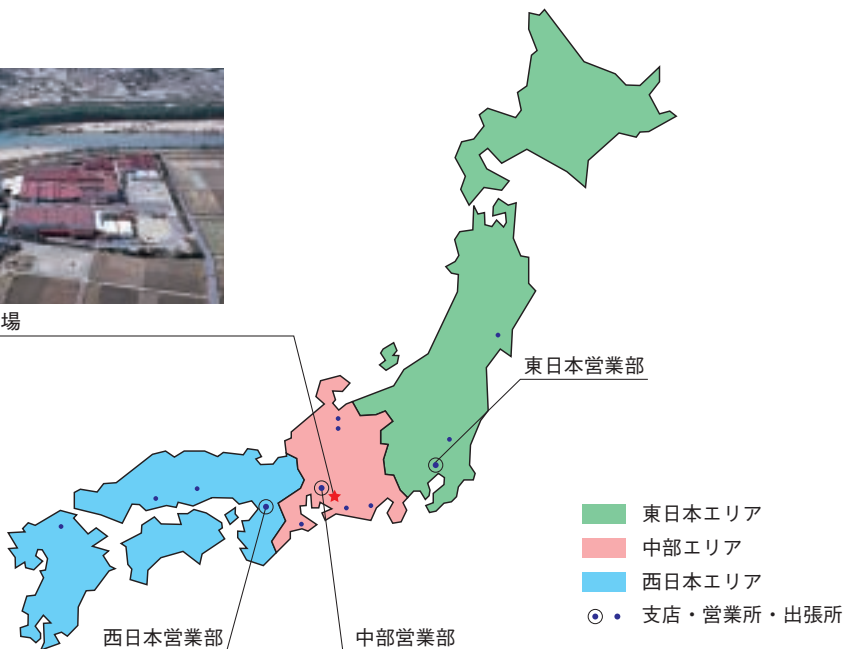 場
東日本営業部
東日本エリア
中部エリア
西日本エリア
支店・営業所・出張所
西日本営業部
中部営業部